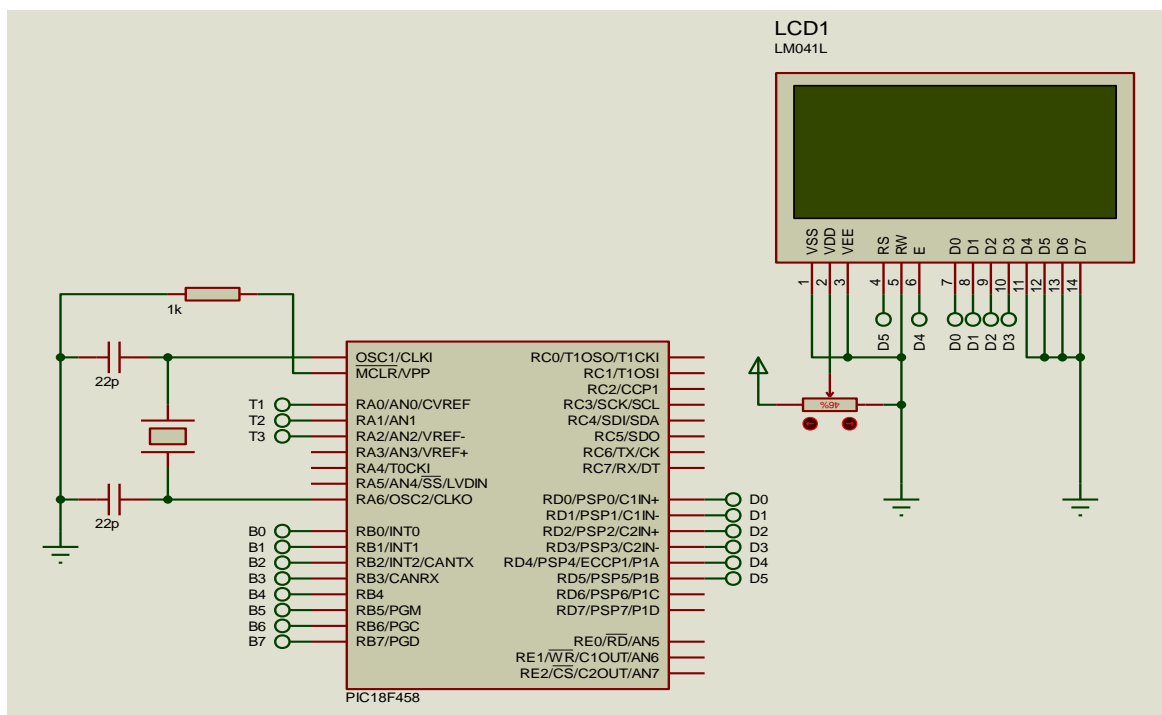 LCD1
LM041L
VSS VDD VEE RS RW E D0 D1 D2 D3 D4 D5 D6 D7
1 2 3 4 5 6 7 8 9 10 11 12 13 14
D5 D4 D0 D1 D2 D3
1k
22p
22p
46%
T1 RA0/AN0/CVREF
T2 RA1/AN1
T3 RA2/AN2/VREF-
OSC1/CLKI
MCLR/VPP
RA3/AN3/VREF+
RA4/T0CKI
RA5/AN4/SS/LVDIN
RA6/OSC2/CLKO
B0 RB0/INT0
B1 RB1/INT1
B2 RB2/INT2/CANTX
B3 RB3/CANRX
B4 RB4
B5 RB5/PGM
B6 RB6/PGC
B7 RB7/PGD
RC0/T1OSO/T1CKI
RC1/T1OSI
RC2/CCP1
RC3/SCK/SCL
RC4/SDI/SDA
RC5/SDO
RC6/TX/CK
RC7/RX/DT
RD0/PSP0/C1IN+ D0
RD1/PSP1/C1IN- D1
RD2/PSP2/C2IN+ D2
RD3/PSP3/C2IN- D3
RD4/PSP4/ECCP1/P1A D4
RD5/PSP5/P1B D5
RD6/PSP6/P1C
RD7/PSP7/P1D
RE0/RD/AN5
RE1/WR/C1OUT/AN6
RE2/CS/C2OUT/AN7
PIC18F458